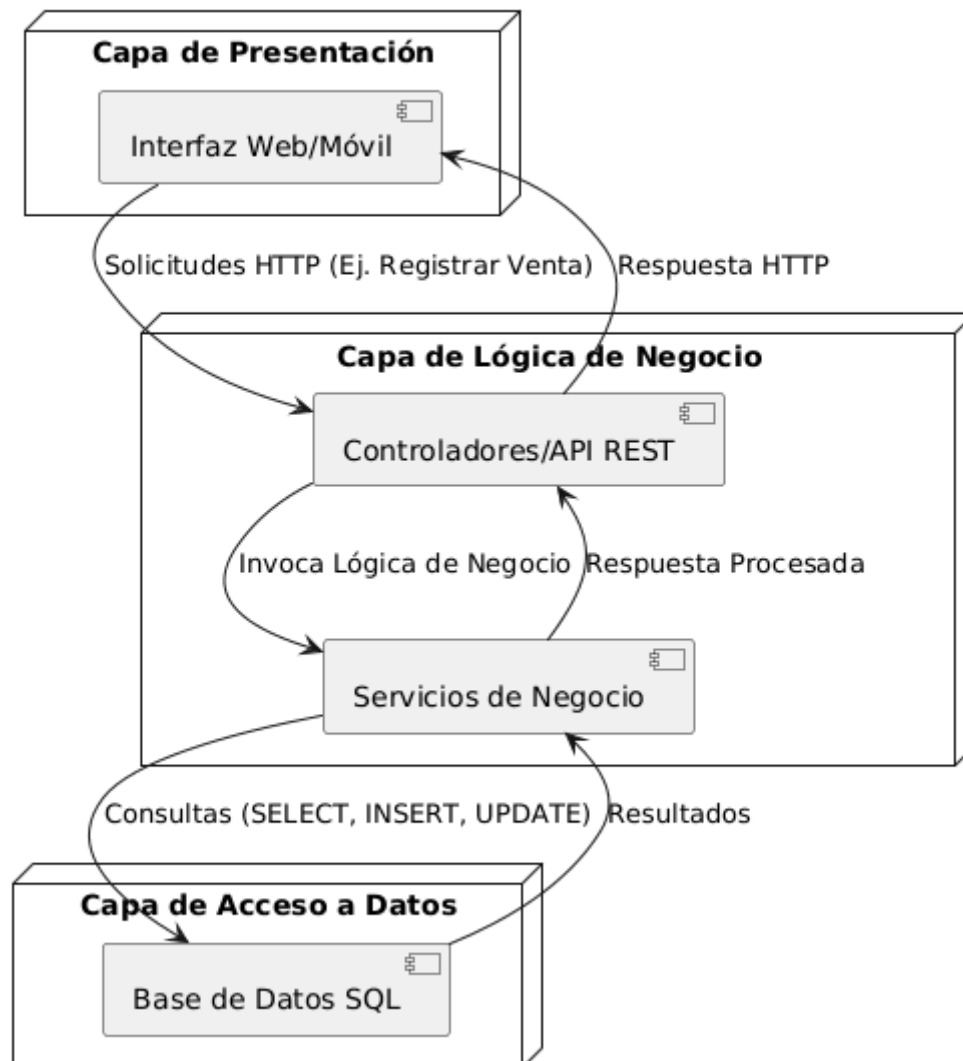 Capa de Presentación
Interfaz Web/Móvil
Solicitudes HTTP (Ej. Registrar Venta)
Respuesta HTTP
Capa de Lógica de Negocio
Controladores/API REST
Invoca Lógica de Negocio
Respuesta Procesada
Servicios de Negocio
Consultas (SELECT, INSERT, UPDATE)
Resultados
Capa de Acceso a Datos
Base de Datos SQL